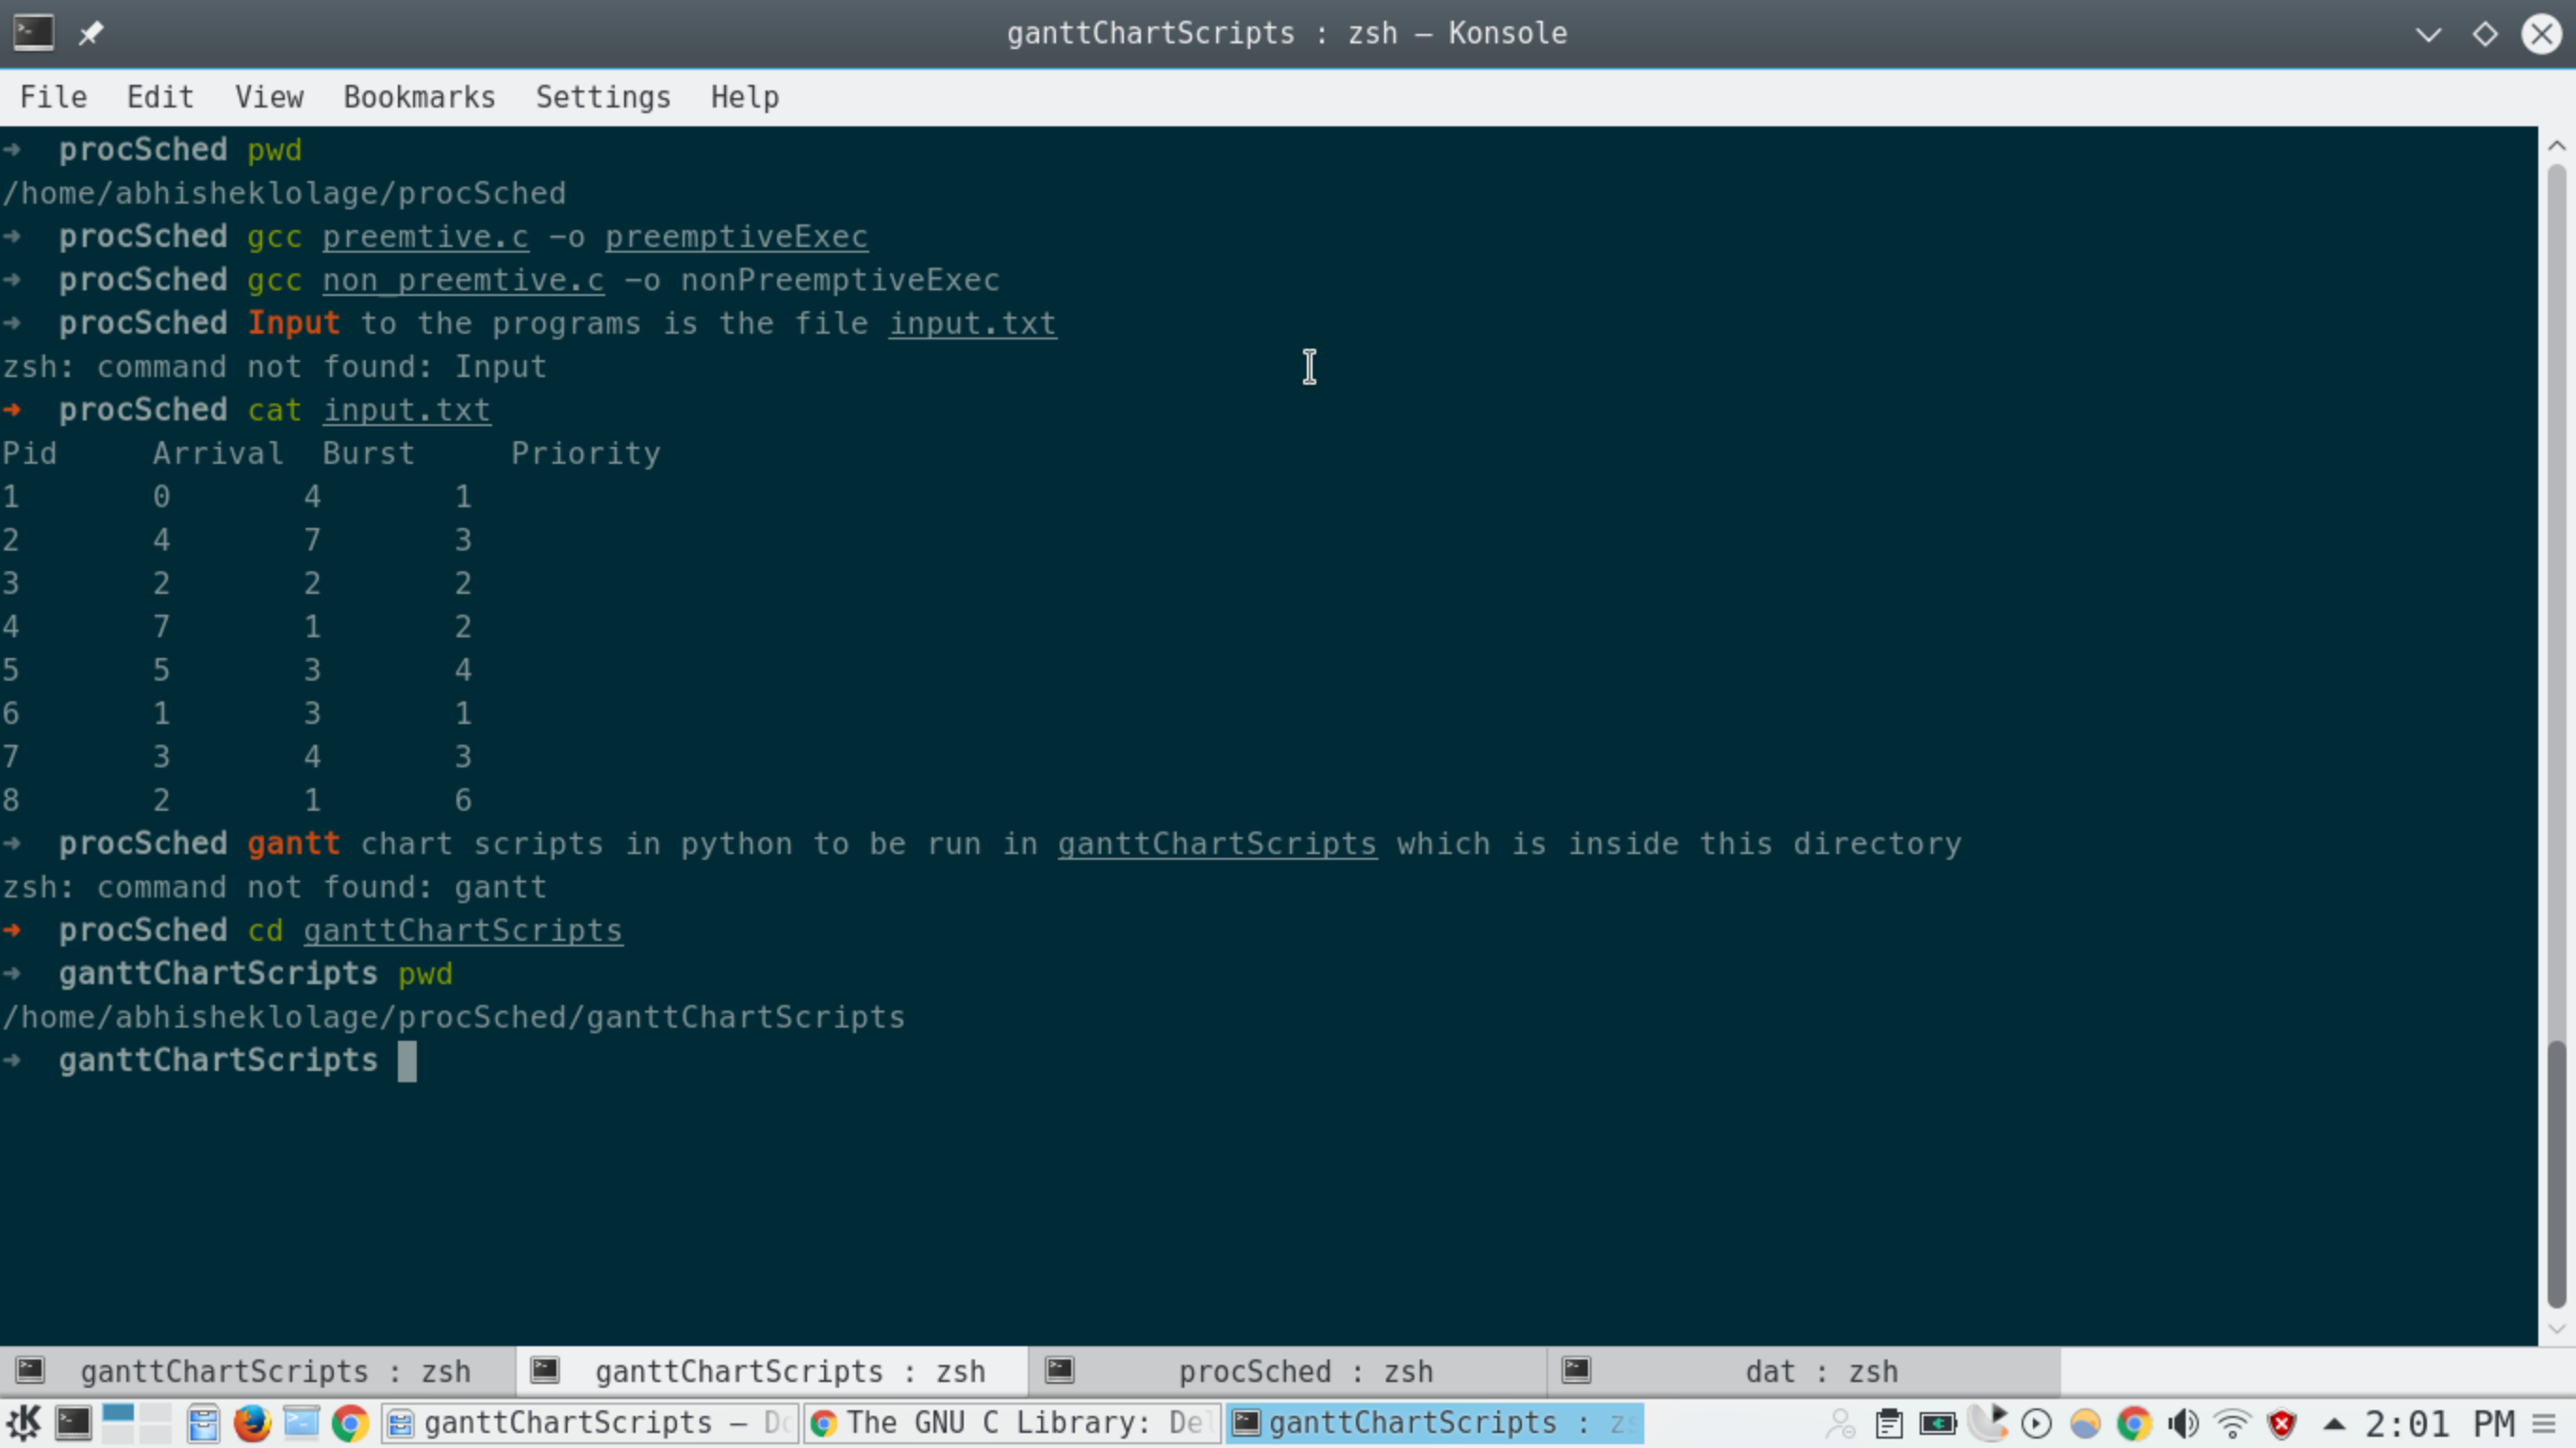 ganttChartScripts : zsh — Konsole
File Edit View Bookmarks Settings Help
➜ procSched pwd
/home/abhisheklolage/procSched
➜ procSched gcc preemtive.c -o preemptiveExec
➜ procSched gcc non_preemtive.c -o nonPreemptiveExec
➜ procSched Input to the programs is the file input.txt
zsh: command not found: Input
➜ procSched cat input.txt
Pid Arrival Burst Priority
1 0 4 1
2 4 7 3
3 2 2 2
4 7 1 2
5 5 3 4
6 1 3 1
7 3 4 3
8 2 1 6
➜ procSched gantt chart scripts in python to be run in ganttChartScripts which is inside this directory
zsh: command not found: gantt
➜ procSched cd ganttChartScripts
➜ ganttChartScripts pwd
/home/abhisheklolage/procSched/ganttChartScripts
➜ ganttChartScripts
ganttChartScripts : zsh ganttChartScripts : zsh procSched : zsh dat : zsh
ganttChartScripts — Do The GNU C Library: De ganttChartScripts : zs 2:01 PM